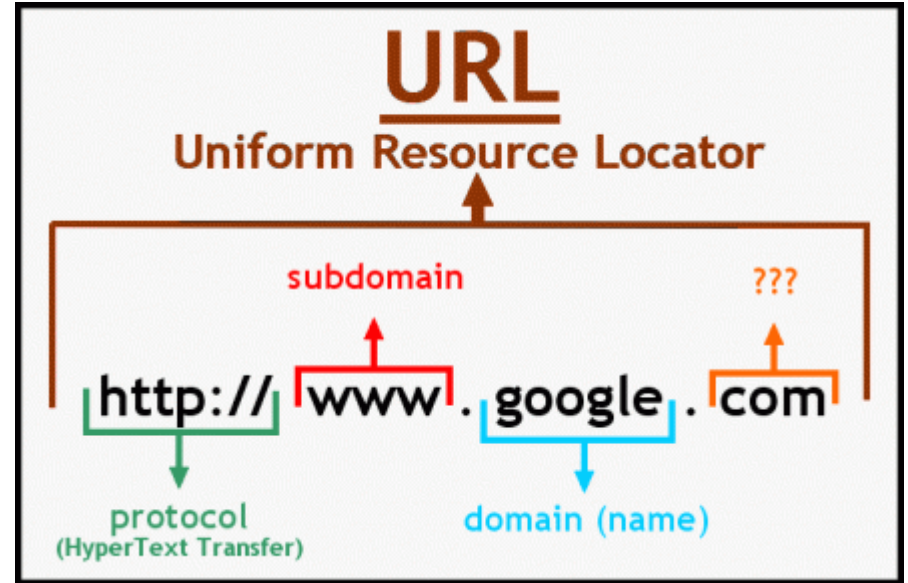 URL
Uniform Resource Locator
subdomain
???
http:// www . google . com
protocol
(HyperText Transfer)
domain (name)